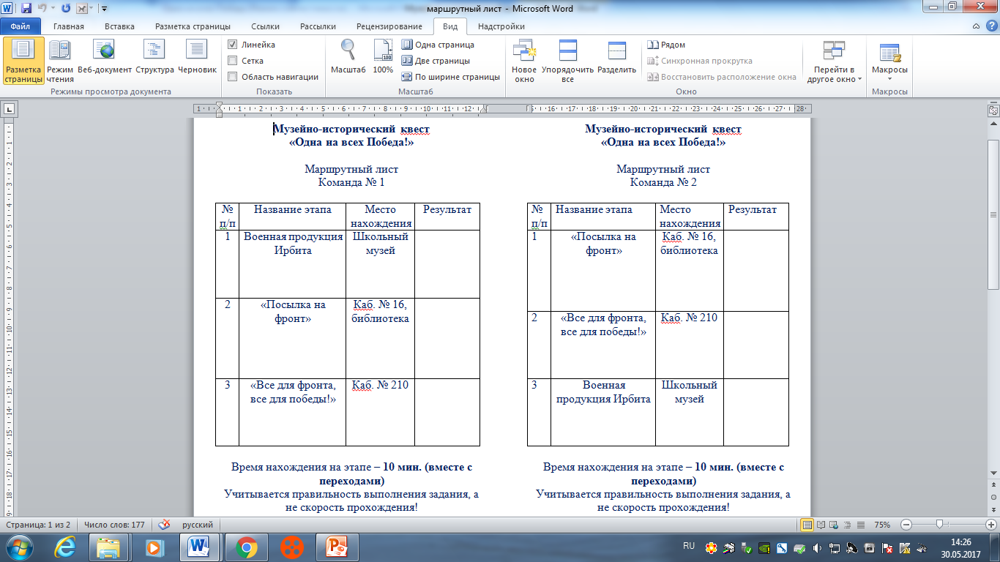 маршрутный лист - Microsoft Word
Файл Главная Вставка Разметка страницы Ссылки Рассылки Рецензирование Вид Надстройки
Разметка страницы
Режим чтения
Веб-документ
Структура
Черновик
Режимы просмотра документа
Линейка
Сетка
Область навигации
Показать
Масштаб
100%
Одна страница
Две страницы
По ширине страницы
Масштаб
Новое окно
Упорядочить все
Разделить
Рядом
Синхронная прокрутка
Восстановить расположение окна
Перейти в другое окно
Окно
Макросы
Макросы
Музейно-исторический квест
«Одна на всех Победа!»
Маршрутный лист
Команда № 1
№ п/п Название этапа Место нахождения Результат
1 Военная продукция Ирбита Школьный музей
2 «Посылка на фронт» Каб. № 16, библиотека
3 «Все для фронта, все для победы!» Каб. № 210
Время нахождения на этапе – 10 мин. (вместе с
переходами)
Учитывается правильность выполнения задания, а
не скорость прохождения!
Музейно-исторический квест
«Одна на всех Победа!»
Маршрутный лист
Команда № 2
№ п/п Название этапа Место нахождения Результат
1 «Посылка на фронт» Каб. № 16, библиотека
2 «Все для фронта, все для победы!» Каб. № 210
3 Военная продукция Ирбита Школьный музей
Время нахождения на этапе – 10 мин. (вместе с
переходами)
Учитывается правильность выполнения задания, а
не скорость прохождения!
Страница: 1 из 2 Число слов: 177 русский 75%
RU
14:26
30.05.2017